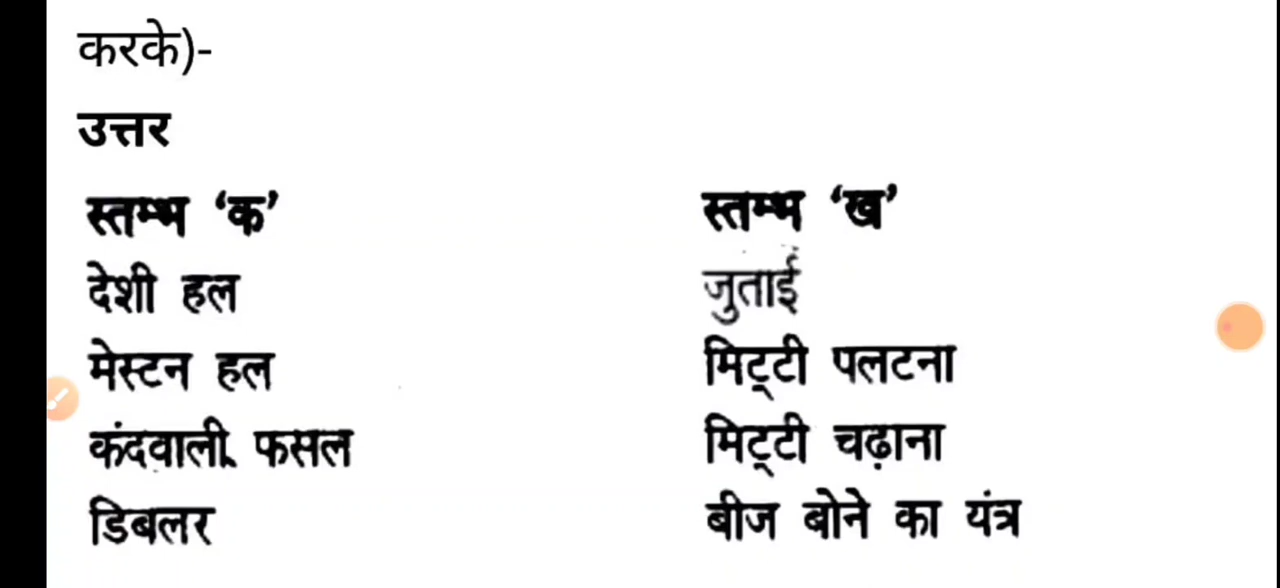 करके)-
उत्तर
स्तम्भ ‘क’ स्तम्भ ‘ख’
देशी हल जुताई
मेस्टन हल मिट्टी पलटना
कंदवाली फसल मिट्टी चढ़ाना
डिबलर बीज बोने का यंत्र